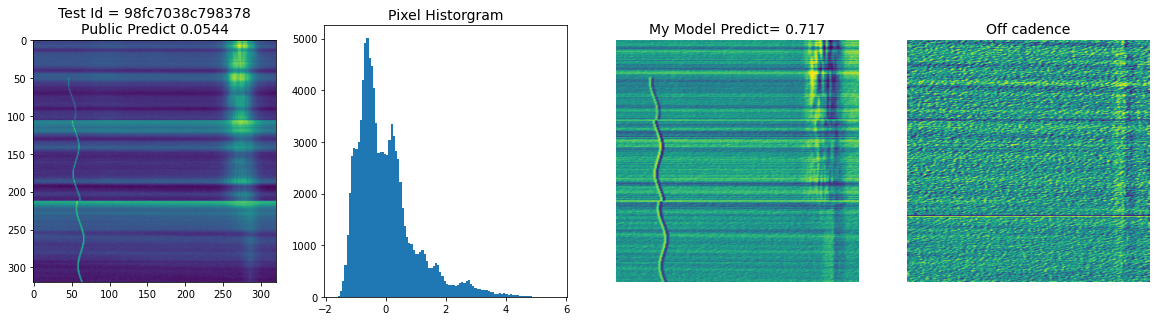 Test Id = 98fc7038c798378
Public Predict 0.0544
Pixel Historgram
My Model Predict= 0.717
Off cadence
0
50
100
150
200
250
300
0 50 100 150 200 250 300
5000
4000
3000
2000
1000
0
−2 0 2 4 6